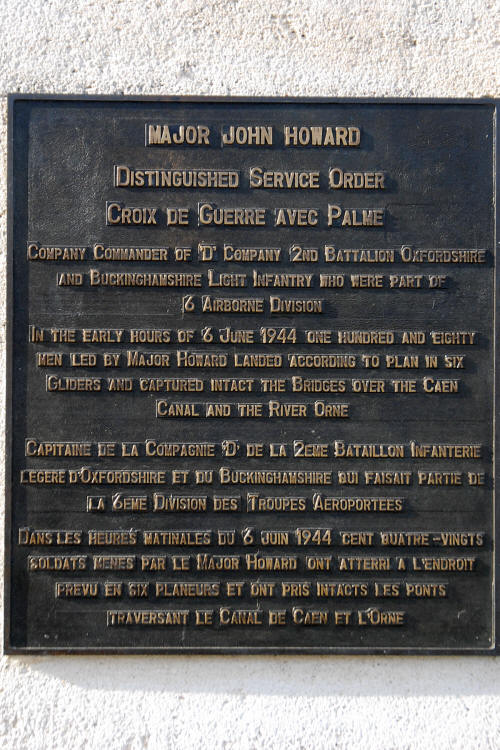 MAJOR JOHN HOWARD
DISTINGUISHED SERVICE ORDER
CROIX DE GUERRE AVEC PALME
COMPANY COMMANDER OF 'D' COMPANY 2ND BATTALION OXFORDSHIRE
AND BUCKINGHAMSHIRE LIGHT INFANTRY WHO WERE PART OF
6 AIRBORNE DIVISION
IN THE EARLY HOURS OF 6 JUNE 1944 ONE HUNDRED AND EIGHTY
MEN LED BY MAJOR HOWARD LANDED ACCORDING TO PLAN IN SIX
GLIDERS AND CAPTURED INTACT THE BRIDGES OVER THE CAEN
CANAL AND THE RIVER ORNE
CAPITAINE DE LA COMPAGNIE 'D' DE LA 2EME BATAILLON INFANTERIE
LEGERE D'OXFORDSHIRE ET DU BUCKINGHAMSHIRE QUI FAISAIT PARTIE DE
LA 6EME DIVISION DES TROUPES AEROPORTEES
DANS LES HEURES MATINALES DU 6 JUIN 1944 CENT QUATRE-VINGTS
SOLDATS MENES PAR LE MAJOR HOWARD ONT ATTERRI A L'ENDROIT
PREVU EN SIX PLANEURS ET ONT PRIS INTACTS LES PONTS
TRAVERSANT LE CANAL DE CAEN ET L'ORNE